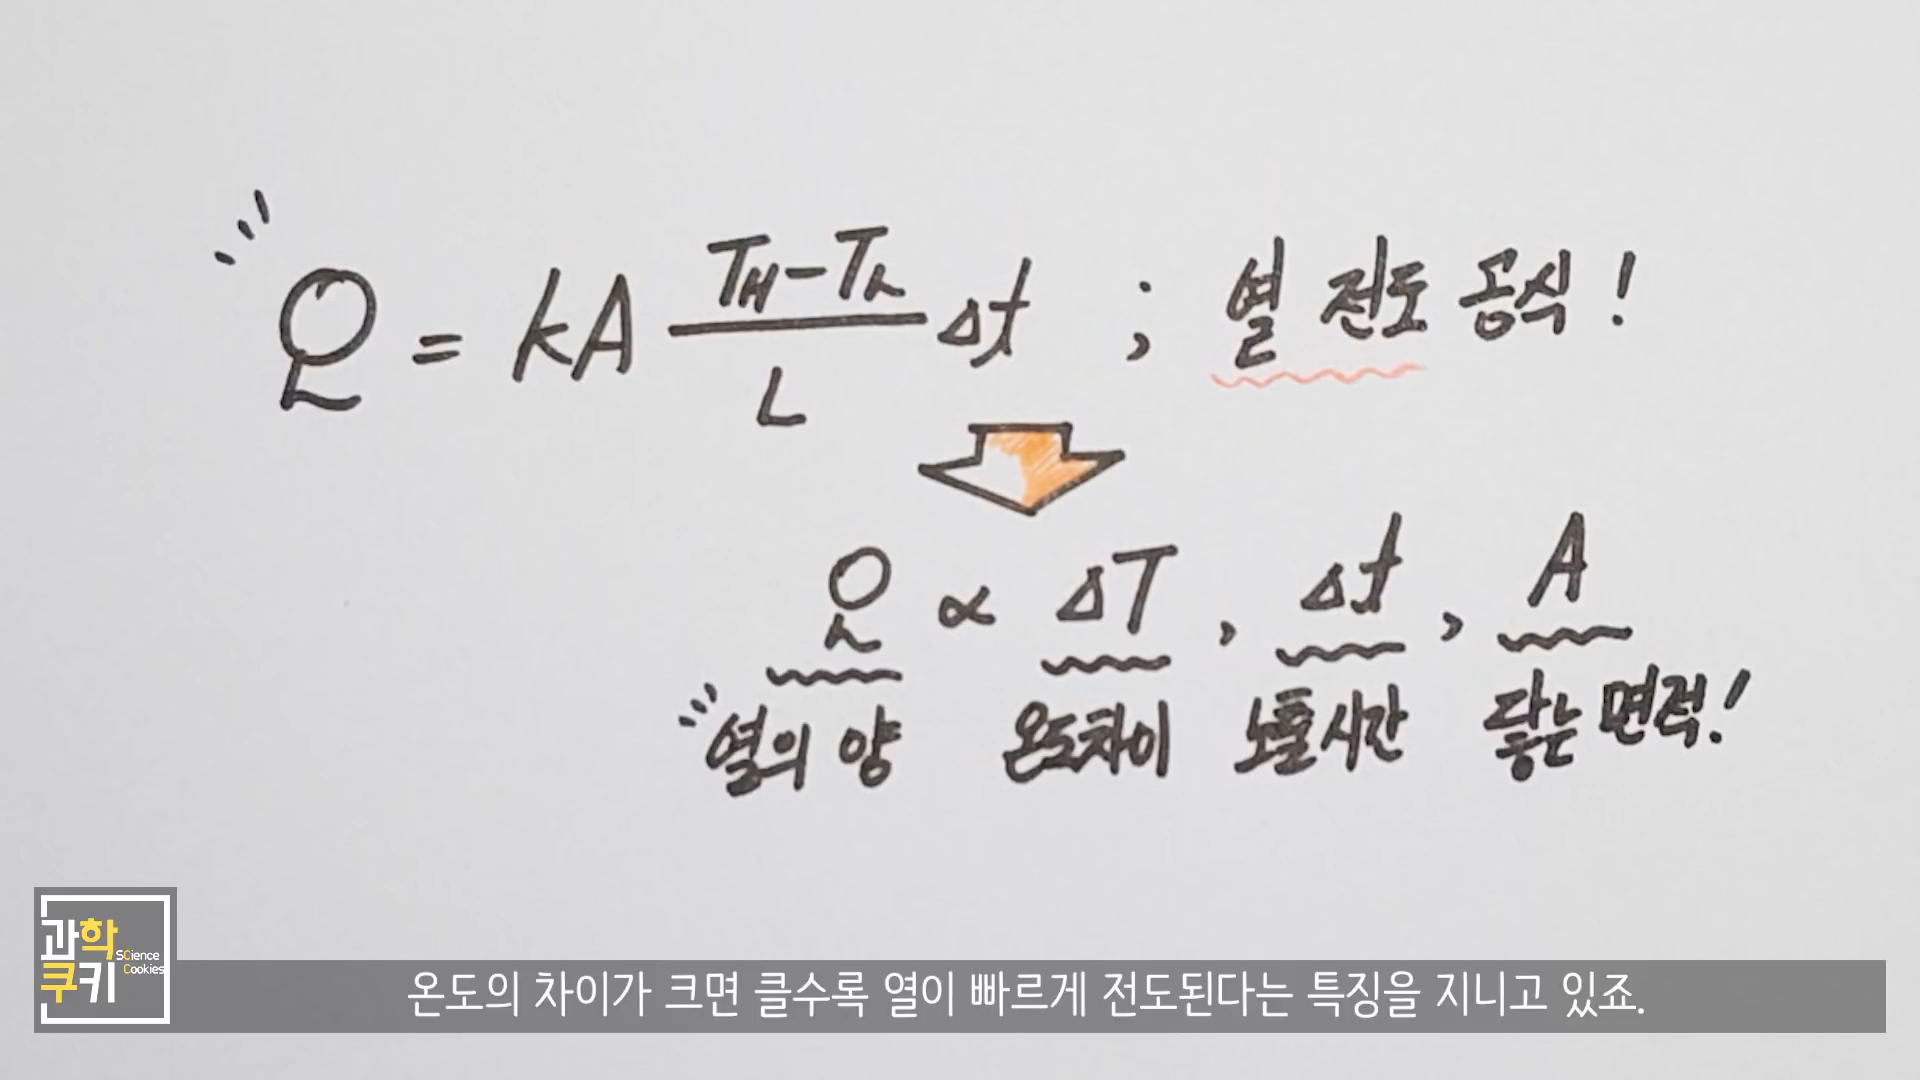 Q = kA (T_H - T_L)/L Δt ; 열 전도 공식!
Q ∝ ΔT, Δt, A
열의 양 온도차이 노출시간 닿는 면적!
과학 쿠키 SCience Cookies
온도의 차이가 크면 클수록 열이 빠르게 전도된다는 특징을 지니고 있죠.